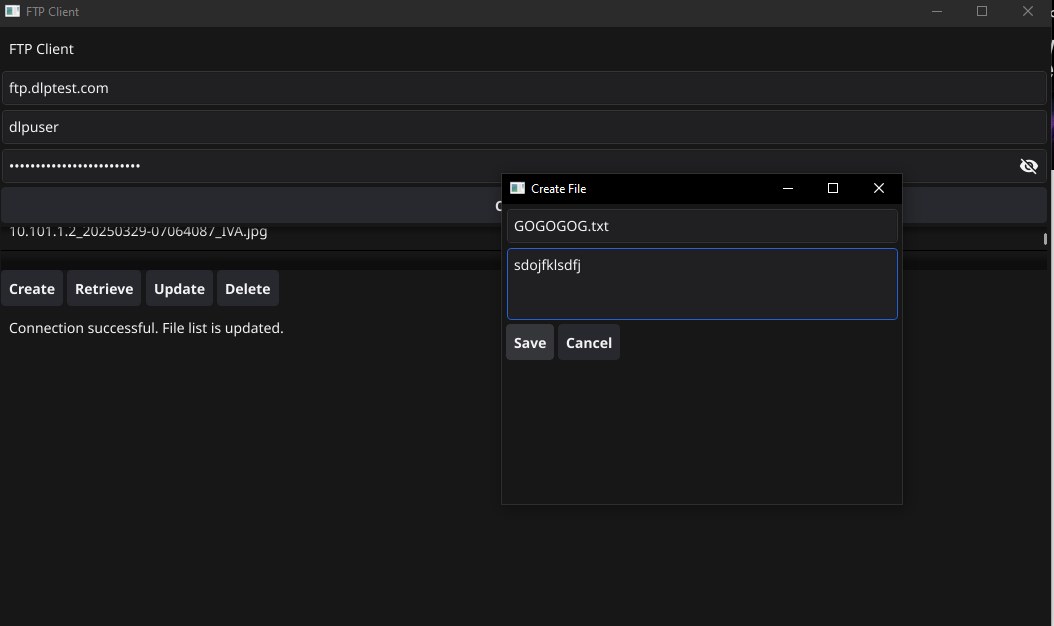 FTP Client
FTP Client
ftp.dlptest.com
dlpuser
••••••••••••••••••••••••••
10.101.1.2_20250329-07064087_IVA.jpg
Create Retrieve Update Delete
Connection successful. File list is updated.
Create File
GOGOGOG.txt
sdojfklsdfj
Save Cancel